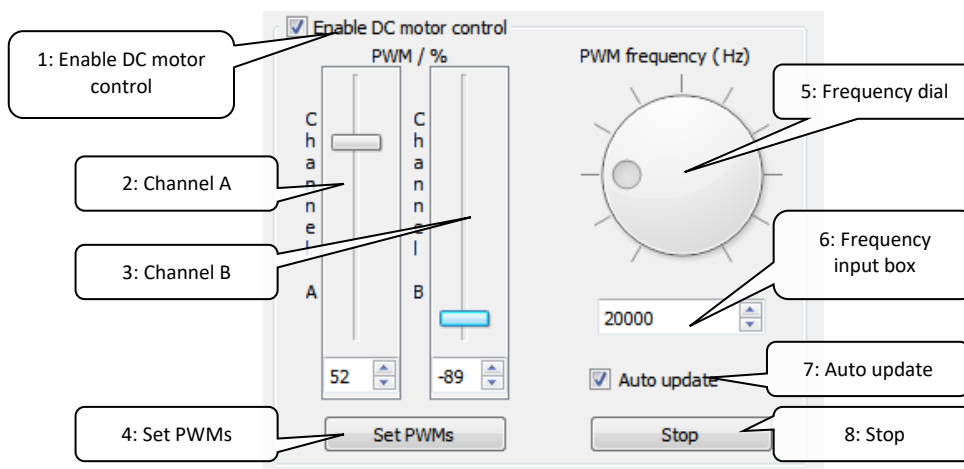 Enable DC motor control
1: Enable DC motor
control
PWM / %
PWM frequency (Hz)
5: Frequency dial
Channel A
Channel B
2: Channel A
3: Channel B
6: Frequency
input box
20000
52
-89
Auto update
7: Auto update
4: Set PWMs
Set PWMs
Stop
8: Stop